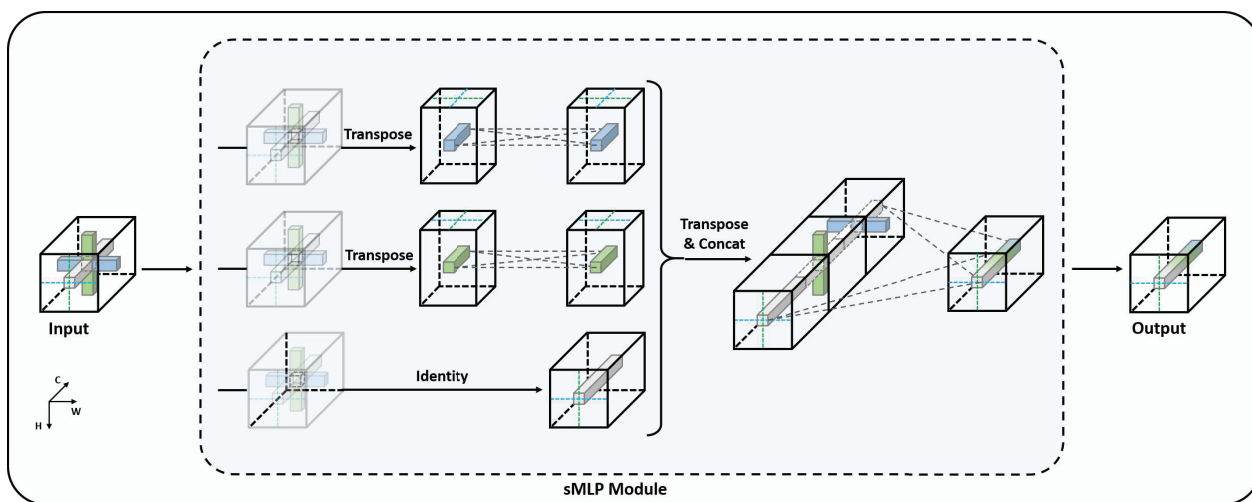 Transpose
Transpose
Transpose
& Concat
Input
Output
Identity
C
W
H
sMLP Module